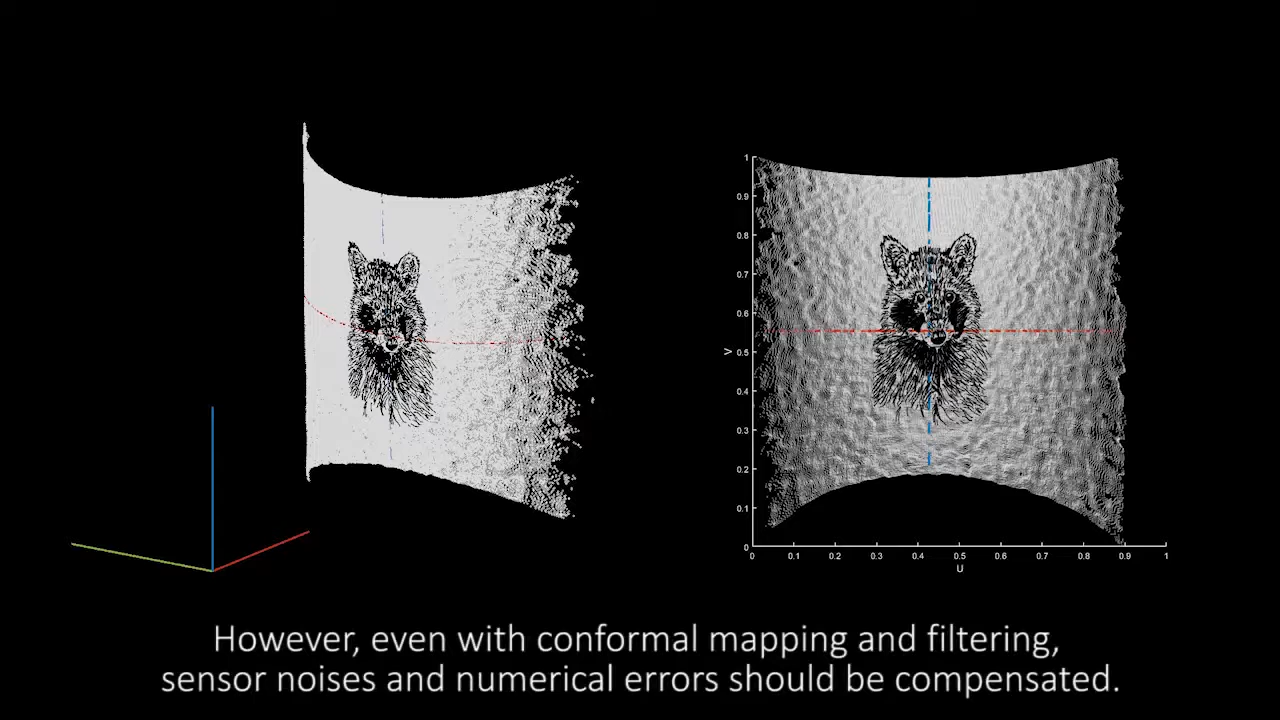 1
0.9
0.8
0.7
0.6
0.5
0.4
0.3
0.2
0.1
0
V
0 0.1 0.2 0.3 0.4 0.5 0.6 0.7 0.8 0.9 1
U
However, even with conformal mapping and filtering,
sensor noises and numerical errors should be compensated.